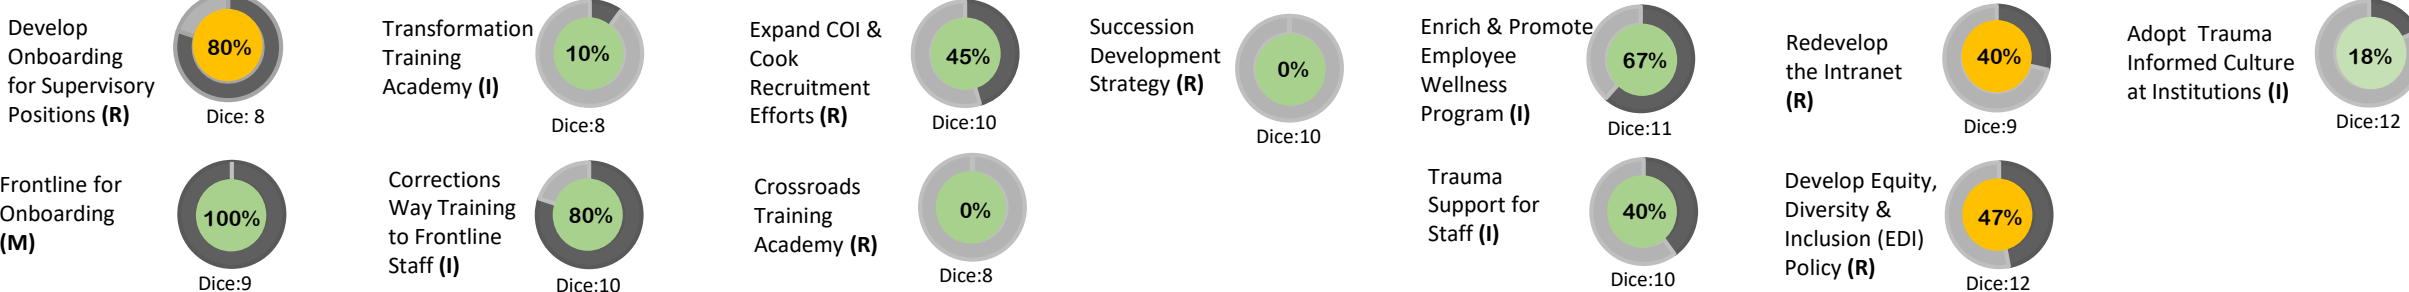 Develop
Onboarding
for Supervisory
Positions (R)
80%
Dice: 8
Transformation
Training
Academy (I)
10%
Dice:8
Expand COI &
Cook
Recruitment
Efforts (R)
45%
Dice:10
Succession
Development
Strategy (R)
0%
Dice:10
Enrich & Promote
Employee
Wellness
Program (I)
67%
Dice:11
Redevelop
the Intranet
(R)
40%
Dice:9
Adopt Trauma
Informed Culture
at Institutions (I)
18%
Dice:12
Frontline for
Onboarding
(M)
100%
Dice:9
Corrections
Way Training
to Frontline
Staff (I)
80%
Dice:10
Crossroads
Training
Academy (R)
0%
Dice:8
Trauma
Support for
Staff (I)
40%
Dice:10
Develop Equity,
Diversity &
Inclusion (EDI)
Policy (R)
47%
Dice:12